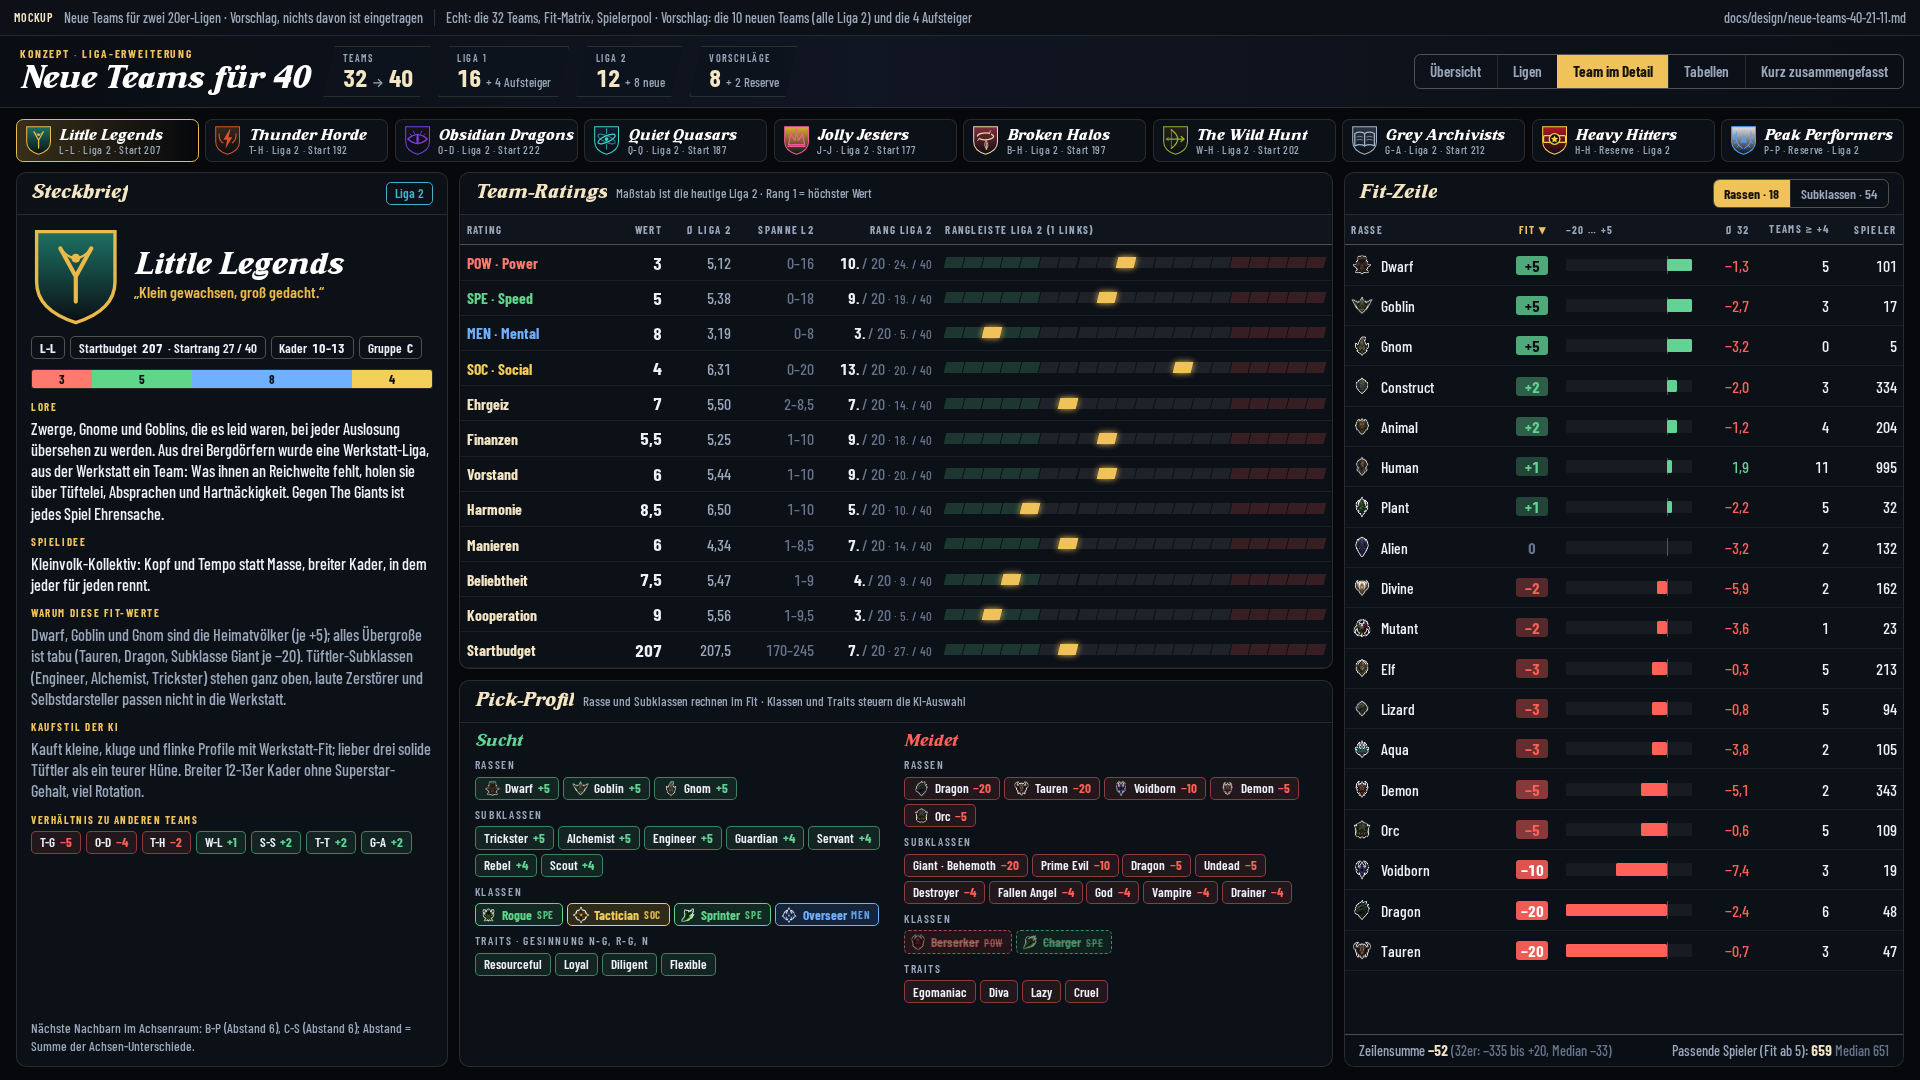 MOCKUP Neue Teams für zwei 20er-Ligen · Vorschlag, nichts davon ist eingetragen Echt: die 32 Teams, Fit-Matrix, Spielerpool · Vorschlag: die 10 neuen Teams (alle Liga 2) und die 4 Aufsteiger docs/design/neue-teams-40-21-11.md
KONZEPT · LIGA-ERWEITERUNG
Neue Teams für 40
TEAMS
32 → 40
LIGA 1
16 + 4 Aufsteiger
LIGA 2
12 + 8 neue
VORSCHLÄGE
8 + 2 Reserve
Übersicht Ligen Team im Detail Tabellen Kurz zusammengefasst
Little Legends
L-L · Liga 2 · Start 207
Thunder Horde
T-H · Liga 2 · Start 192
Obsidian Dragons
O-D · Liga 2 · Start 222
Quiet Quasars
Q-Q · Liga 2 · Start 187
Jolly Jesters
J-J · Liga 2 · Start 177
Broken Halos
B-H · Liga 2 · Start 197
The Wild Hunt
W-H · Liga 2 · Start 202
Grey Archivists
G-A · Liga 2 · Start 212
Heavy Hitters
H-H · Reserve · Liga 2
Peak Performers
P-P · Reserve · Liga 2
Steckbrief Liga 2
Little Legends
„Klein gewachsen, groß gedacht.“
L-L Startbudget 207 · Startrang 27 / 40 Kader 10–13 Gruppe C
3 5 8 4
LORE
Zwerge, Gnome und Goblins, die es leid waren, bei jeder Auslosung
übersehen zu werden. Aus drei Bergdörfern wurde eine Werkstatt-Liga,
aus der Werkstatt ein Team: Was ihnen an Reichweite fehlt, holen sie
über Tüftelei, Absprachen und Hartnäckigkeit. Gegen The Giants ist
jedes Spiel Ehrensache.
SPIELIDEE
Kleinvolk-Kollektiv: Kopf und Tempo statt Masse, breiter Kader, in dem
jeder für jeden rennt.
WARUM DIESE FIT-WERTE
Dwarf, Goblin und Gnom sind die Heimatvölker (je +5); alles Übergroße
ist tabu (Tauren, Dragon, Subklasse Giant je −20). Tüftler-Subklassen
(Engineer, Alchemist, Trickster) stehen ganz oben, laute Zerstörer und
Selbstdarsteller passen nicht in die Werkstatt.
KAUFSTIL DER KI
Kauft kleine, kluge und flinke Profile mit Werkstatt-Fit; lieber drei solide
Tüftler als ein teurer Hüne. Breiter 12-13er Kader ohne Superstar-
Gehalt, viel Rotation.
VERHÄLTNIS ZU ANDEREN TEAMS
T-G −5 O-D −4 T-H −2 W-L +1 S-S +2 T-T +2 G-A +2
Nächste Nachbarn im Achsenraum: B-P (Abstand 6), C-S (Abstand 6); Abstand =
Summe der Achsen-Unterschiede.
Team-Ratings Maßstab ist die heutige Liga 2 · Rang 1 = höchster Wert
RATING WERT Ø LIGA 2 SPANNE L2 RANG LIGA 2 RANGLEISTE LIGA 2 (1 LINKS)
POW · Power 3 5,12 0–16 10. / 20 · 24. / 40
SPE · Speed 5 5,38 0–18 9. / 20 · 19. / 40
MEN · Mental 8 3,19 0–8 3. / 20 · 5. / 40
SOC · Social 4 6,31 0–20 13. / 20 · 20. / 40
Ehrgeiz 7 5,50 2–8,5 7. / 20 · 14. / 40
Finanzen 5,5 5,25 1–10 9. / 20 · 18. / 40
Vorstand 6 5,44 1–10 9. / 20 · 20. / 40
Harmonie 8,5 6,50 1–10 5. / 20 · 10. / 40
Manieren 6 4,34 1–8,5 7. / 20 · 14. / 40
Beliebtheit 7,5 5,47 1–9 4. / 20 · 9. / 40
Kooperation 9 5,56 1–9,5 3. / 20 · 5. / 40
Startbudget 207 207,5 170–245 7. / 20 · 27. / 40
Pick-Profil Rasse und Subklassen rechnen im Fit · Klassen und Traits steuern die KI-Auswahl
Sucht
RASSEN
Dwarf +5 Goblin +5 Gnom +5
SUBKLASSEN
Trickster +5 Alchemist +5 Engineer +5 Guardian +4 Servant +4
Rebel +4 Scout +4
KLASSEN
Rogue SPE Tactician SOC Sprinter SPE Overseer MEN
TRAITS · GESINNUNG N-G, R-G, N
Resourceful Loyal Diligent Flexible
Meidet
RASSEN
Dragon −20 Tauren −20 Voidborn −10 Demon −5
Orc −5
SUBKLASSEN
Giant · Behemoth −20 Prime Evil −10 Dragon −5 Undead −5
Destroyer −4 Fallen Angel −4 God −4 Vampire −4 Drainer −4
KLASSEN
Berserker POW Charger SPE
TRAITS
Egomaniac Diva Lazy Cruel
Fit-Zeile Rassen · 18 Subklassen · 54
RASSE FIT ▼ −20 ... +5 Ø 32 TEAMS ≥ +4 SPIELER
Dwarf +5 −1,3 5 101
Goblin +5 −2,7 3 17
Gnom +5 −3,2 0 5
Construct +2 −2,0 3 334
Animal +2 −1,2 4 204
Human +1 1,9 11 995
Plant +1 −2,2 5 32
Alien 0 −3,2 2 132
Divine −2 −5,9 2 162
Mutant −2 −3,6 1 23
Elf −3 −0,3 5 213
Lizard −3 −0,8 5 94
Aqua −3 −3,8 2 105
Demon −5 −5,1 2 343
Orc −5 −0,6 5 109
Voidborn −10 −7,4 3 19
Dragon −20 −2,4 6 48
Tauren −20 −0,7 3 47
Zeilensumme −52 (32er: −335 bis +20, Median −33) Passende Spieler (Fit ab 5): 659 Median 651